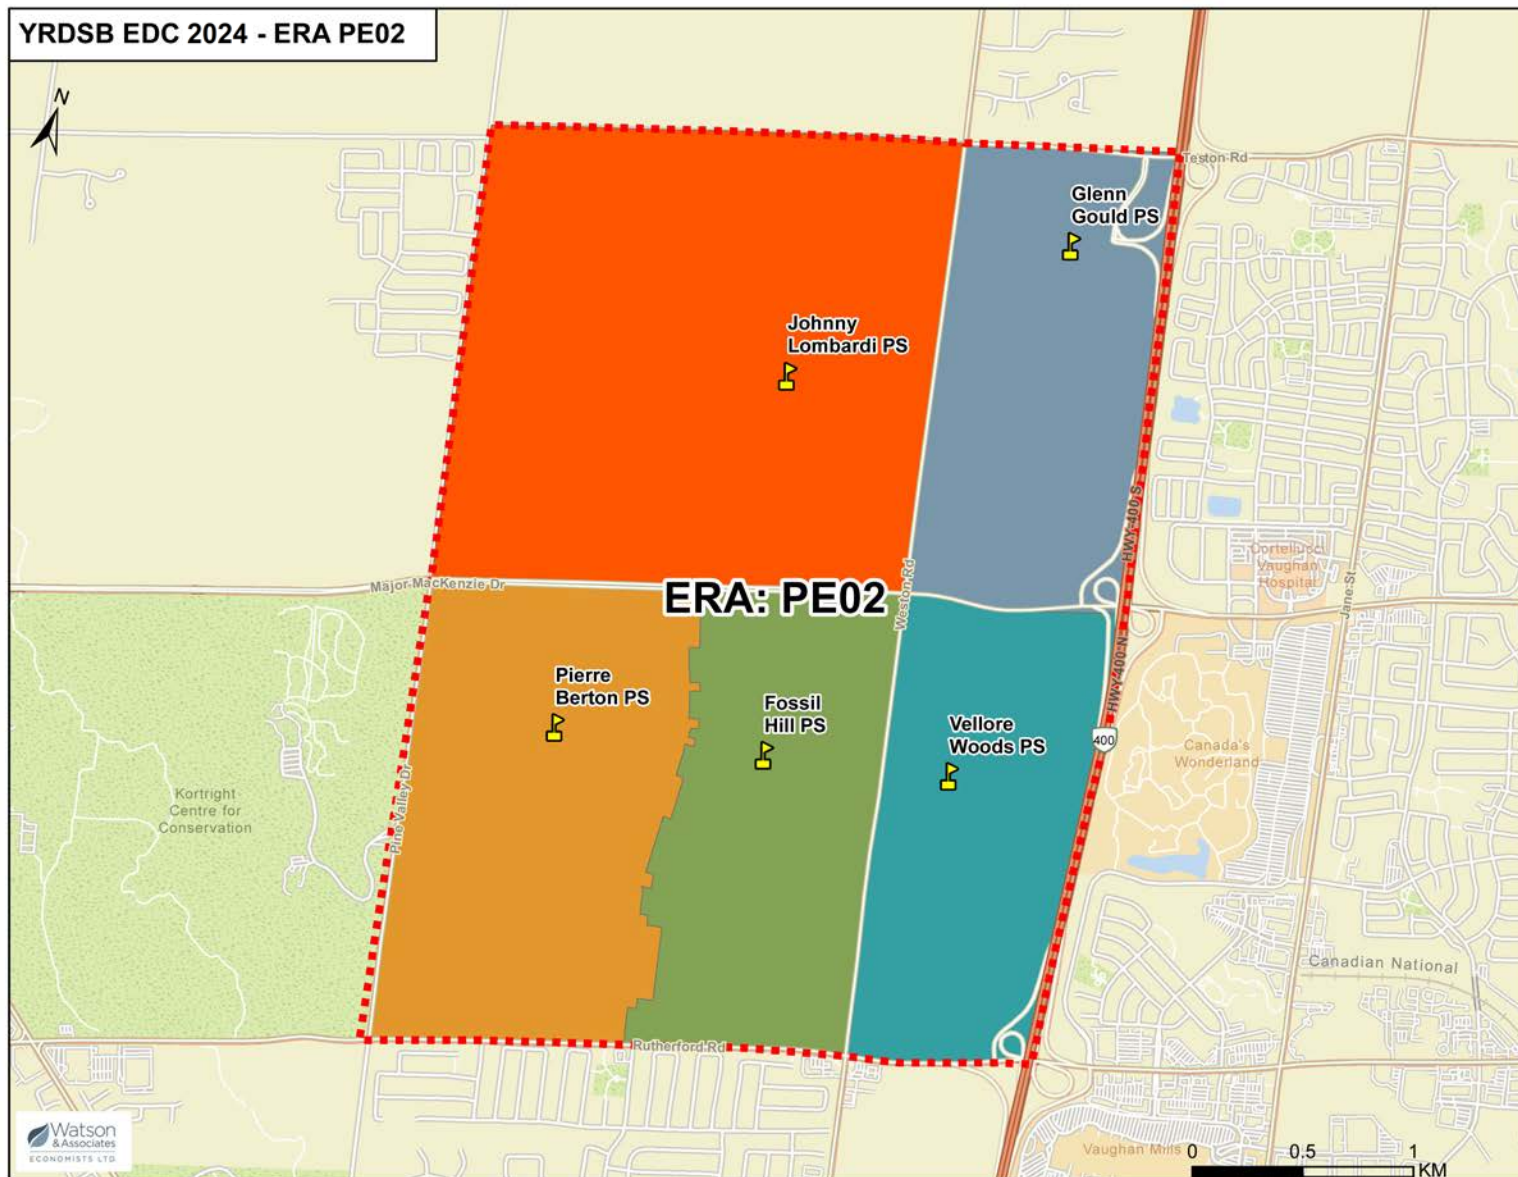 YRDSB EDC 2024 - ERA PE02
N
Teston Rd
Glenn
Gould PS
Johnny
Lombardi PS
HWY 400 S
Cortellucci
Vaughan
Hospital
Jane St
Major MacKenzie Dr
ERA: PE02
Weston Rd
HWY 400 N
Pierre
Berton PS
Fossil
Hill PS
Vellore
Woods PS
400
Canada's
Wonderland
Kortright
Centre for
Conservation
Pine Valley Dr
Canadian National
Rutherford Rd
Watson
& Associates
ECONOMISTS LTD.
Vaughan Mills
0 0.5 1
KM